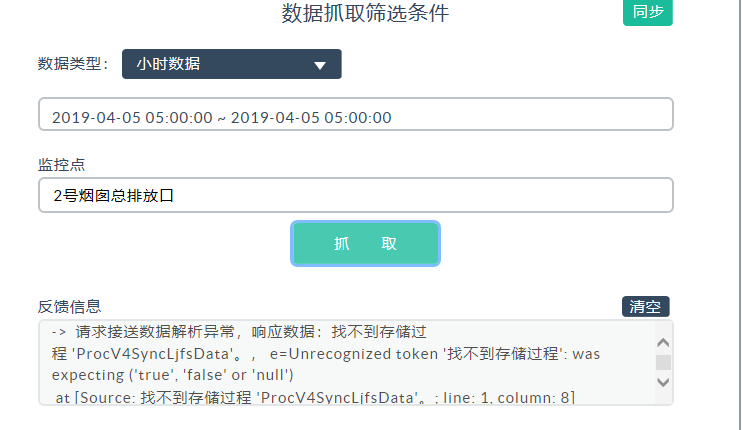 数据抓取筛选条件
同步
数据类型：
小时数据
2019-04-05 05:00:00 ~ 2019-04-05 05:00:00
监控点
2号烟囱总排放口
抓 取
反馈信息
清空
-> 请求接送数据解析异常，响应数据：找不到存储过
程 'ProcV4SyncLjfsData'。， e=Unrecognized token '找不到存储过程': was
expecting ('true', 'false' or 'null')
at [Source: 找不到存储过程 'ProcV4SyncLjfsData'。; line: 1, column: 8]